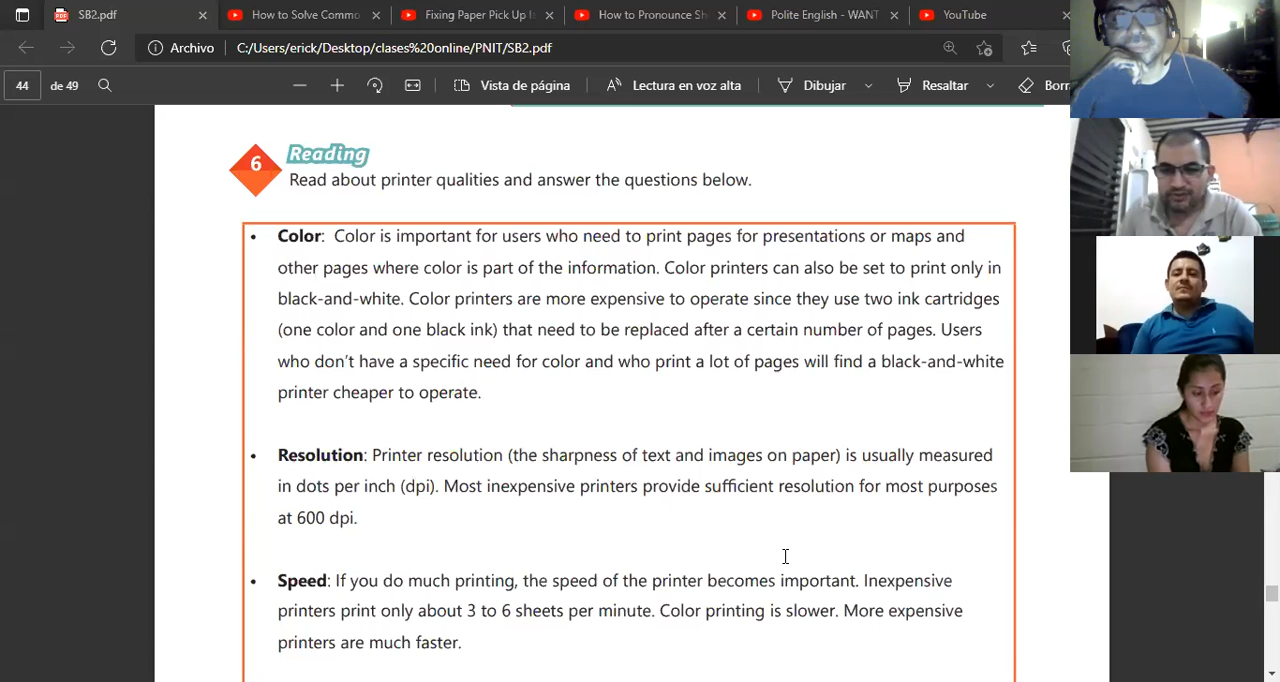 SB2.pdf
How to Solve Commo
Fixing Paper Pick Up Is
How to Pronounce Sh
Polite English - WANT
YouTube
Archivo
C:/Users/erick/Desktop/clases%20online/PNIT/SB2.pdf
44
de 49
Vista de página
Lectura en voz alta
Dibujar
Resaltar
Borr
6
Reading
Read about printer qualities and answer the questions below.
• Color: Color is important for users who need to print pages for presentations or maps and
other pages where color is part of the information. Color printers can also be set to print only in
black-and-white. Color printers are more expensive to operate since they use two ink cartridges
(one color and one black ink) that need to be replaced after a certain number of pages. Users
who don't have a specific need for color and who print a lot of pages will find a black-and-white
printer cheaper to operate.
• Resolution: Printer resolution (the sharpness of text and images on paper) is usually measured
in dots per inch (dpi). Most inexpensive printers provide sufficient resolution for most purposes
at 600 dpi.
• Speed: If you do much printing, the speed of the printer becomes important. Inexpensive
printers print only about 3 to 6 sheets per minute. Color printing is slower. More expensive
printers are much faster.